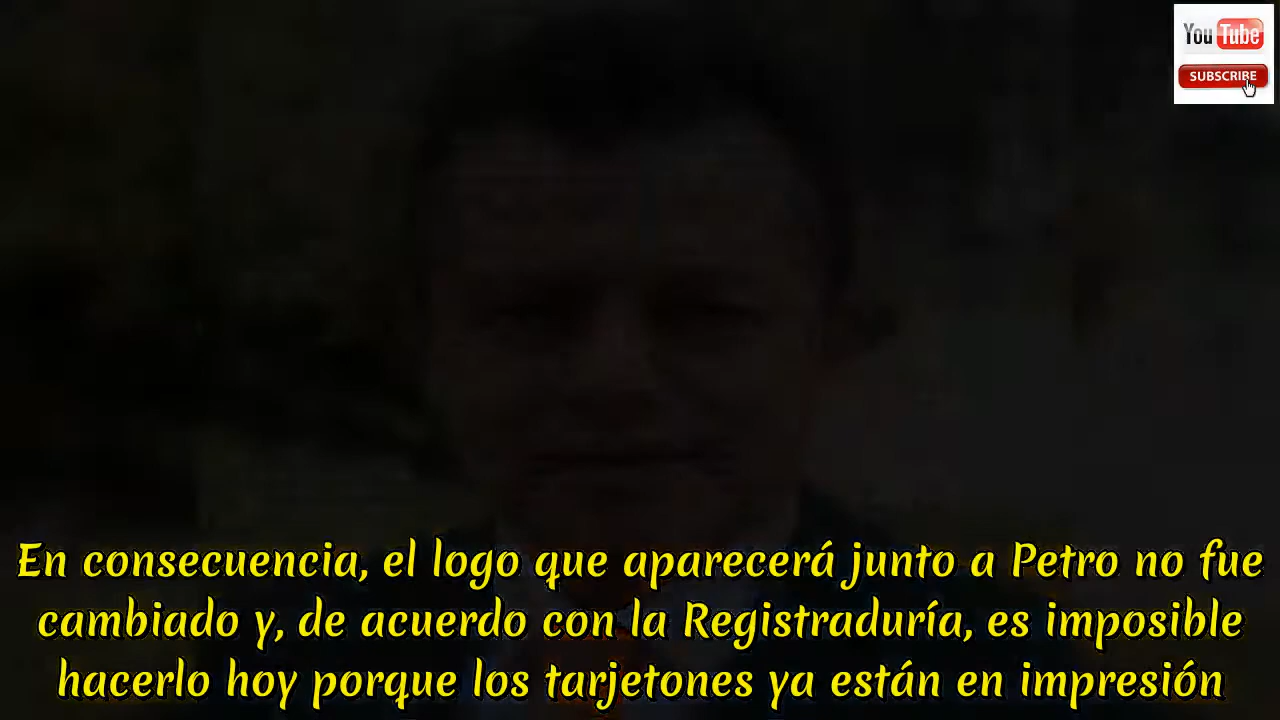 You Tube
SUBSCRIBE
En consecuencia, el logo que aparecerá junto a Petro no fue
cambiado y, de acuerdo con la Registraduría, es imposible
hacerlo hoy porque los tarjetones ya están en impresión